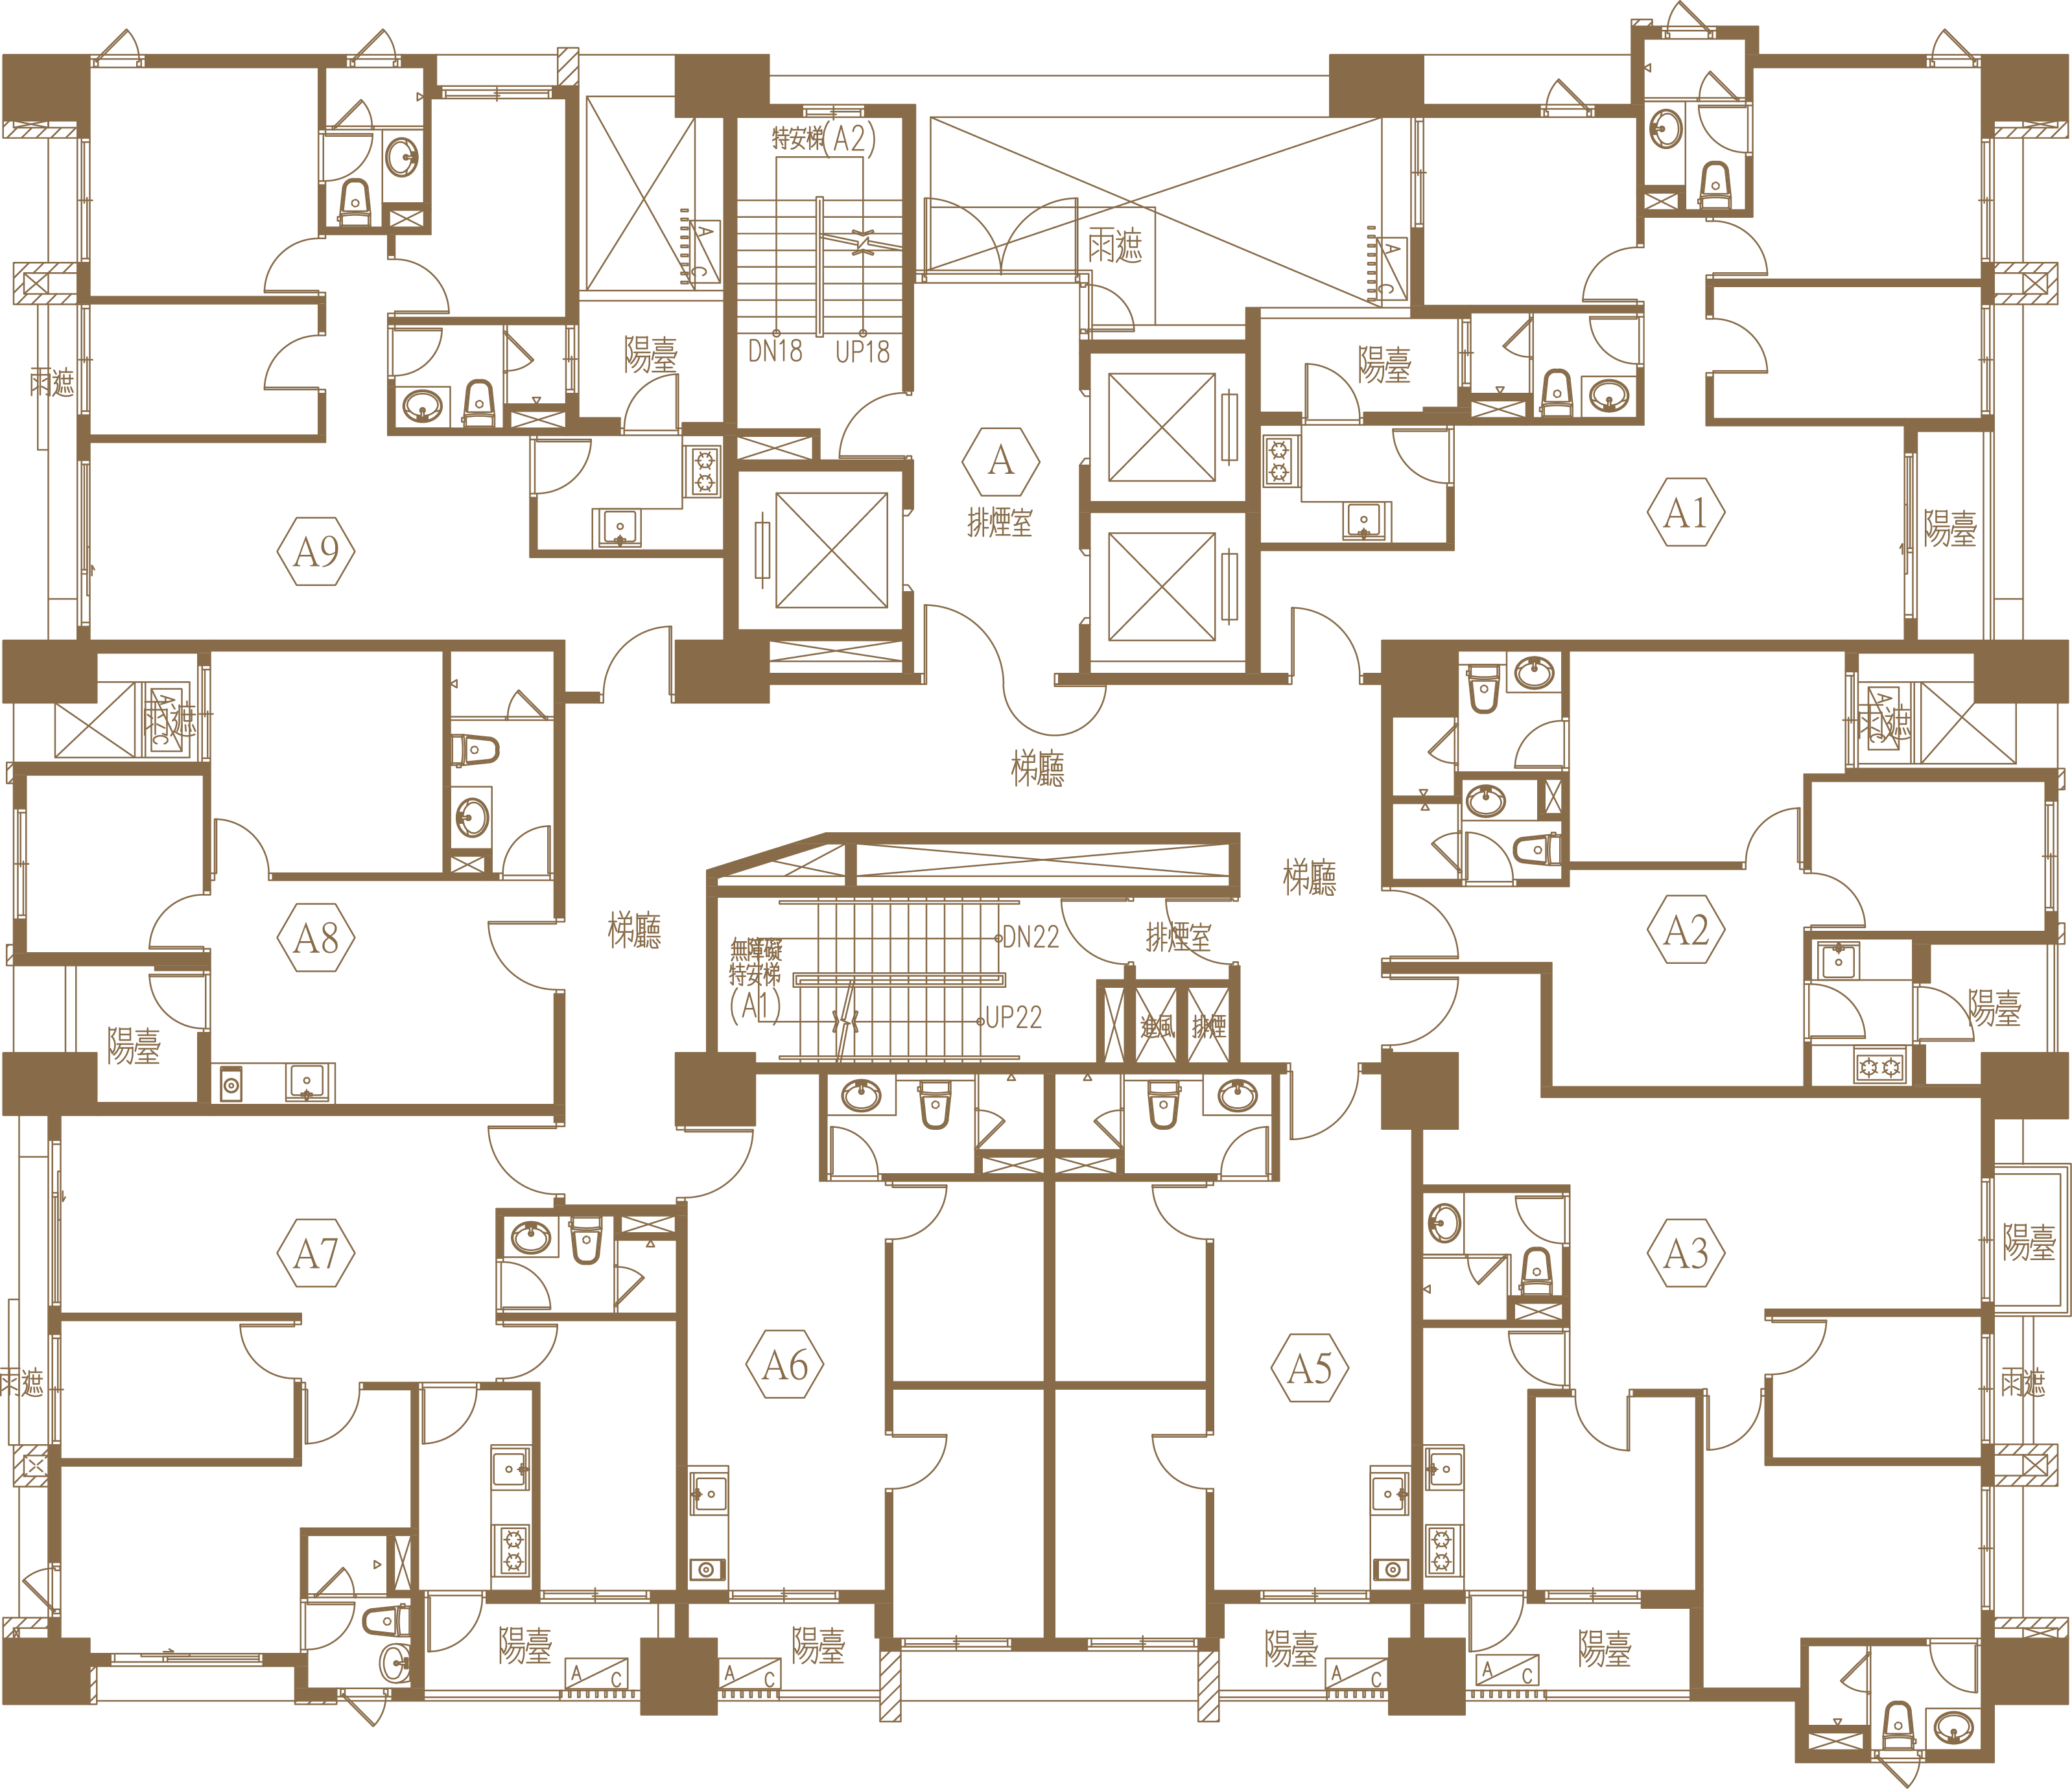 特安梯(A2)
雨遮
A
C
A
C
DN18
UP18
陽臺
陽臺
雨遮
A
A1
排煙室
陽臺
A9
A
C
雨遮
A
C
雨遮
梯廳
梯廳
A8
梯廳
A2
DN22
排煙室
無障礙
特安梯
(A1)
UP22
進風
排煙
陽臺
陽臺
A7
A3
陽臺
A6
A5
雨遮
雨遮
陽臺
陽臺
陽臺
陽臺
A
C
A
C
A
C
A
C